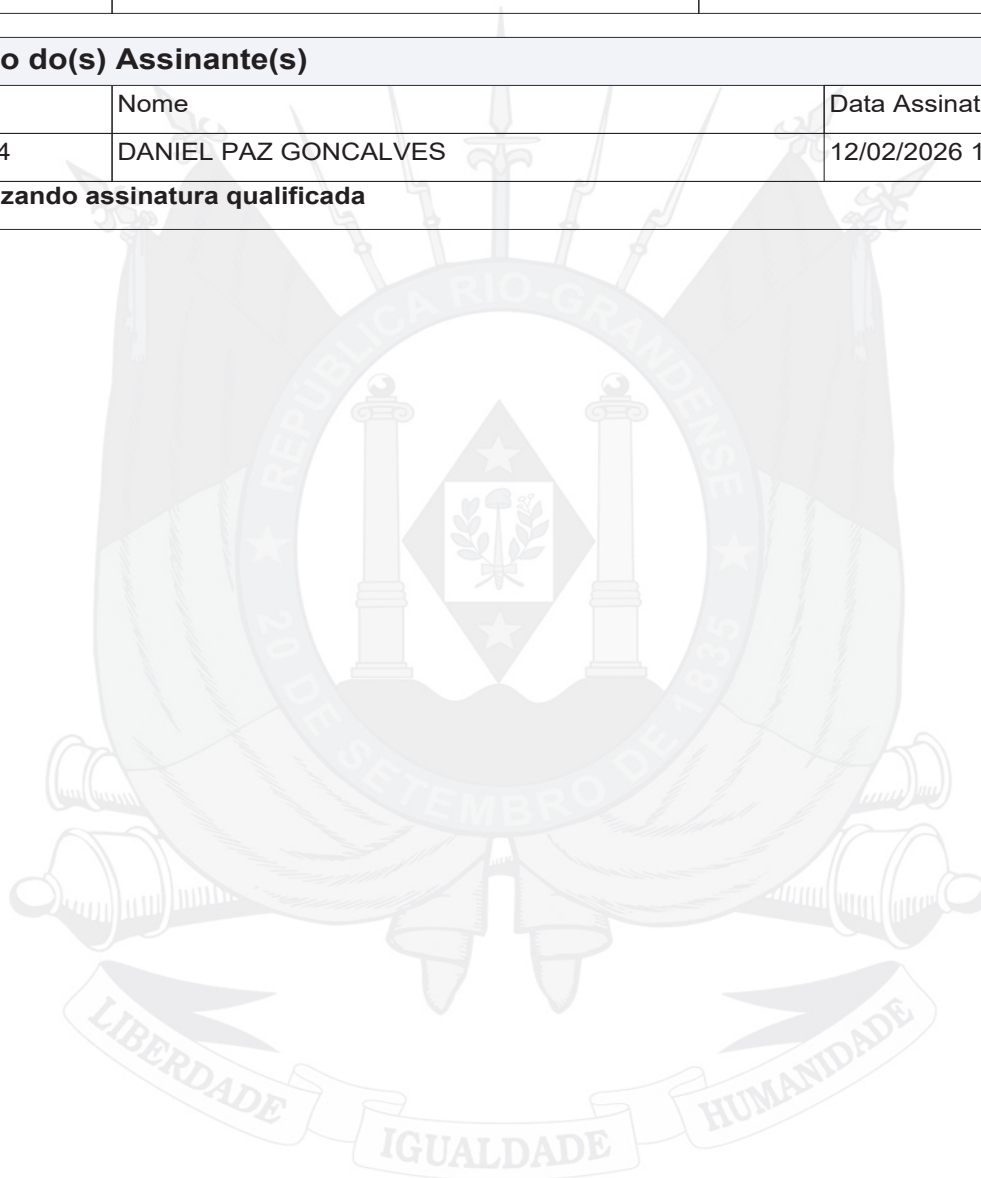 o do(s) Assinante(s)
Nome
Data Assinat
4
DANIEL PAZ GONCALVES
12/02/2026 1
zando assinatura qualificada
REPÚBLICA RIO-GRANDENSE
20 DE SETEMBRO DE 1835
LIBERDADE
IGUALDADE
HUMANIDADE